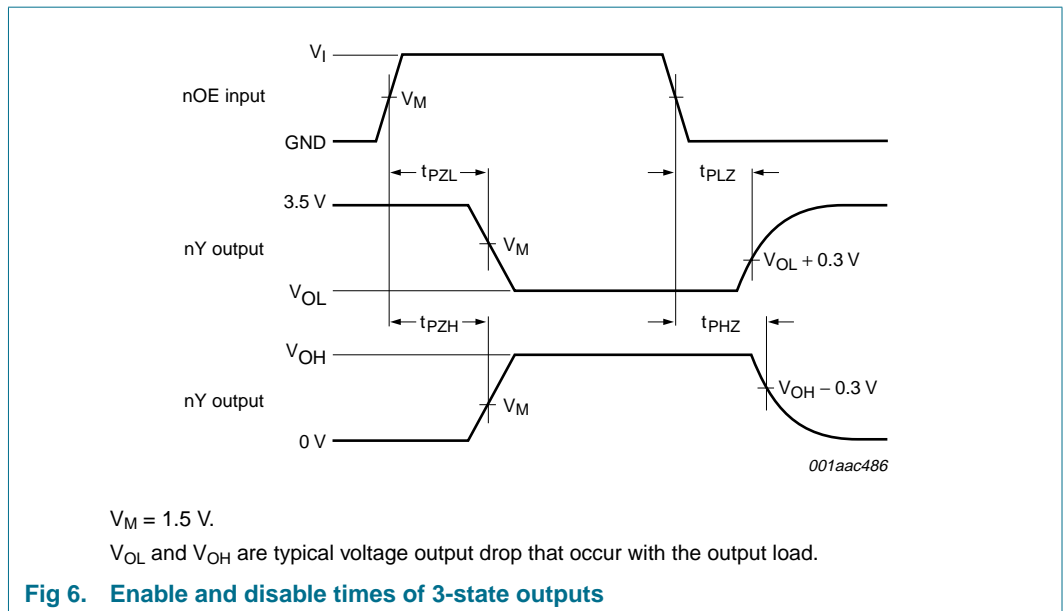 VI
nOE input
VM
GND
tPZL
tPLZ
3.5 V
nY output
VM
VOL + 0.3 V
VOL
tPZH
tPHZ
VOH
nY output
VM
VOH − 0.3 V
0 V
001aac486
VM = 1.5 V.
VOL and VOH are typical voltage output drop that occur with the output load.
Fig 6. Enable and disable times of 3-state outputs